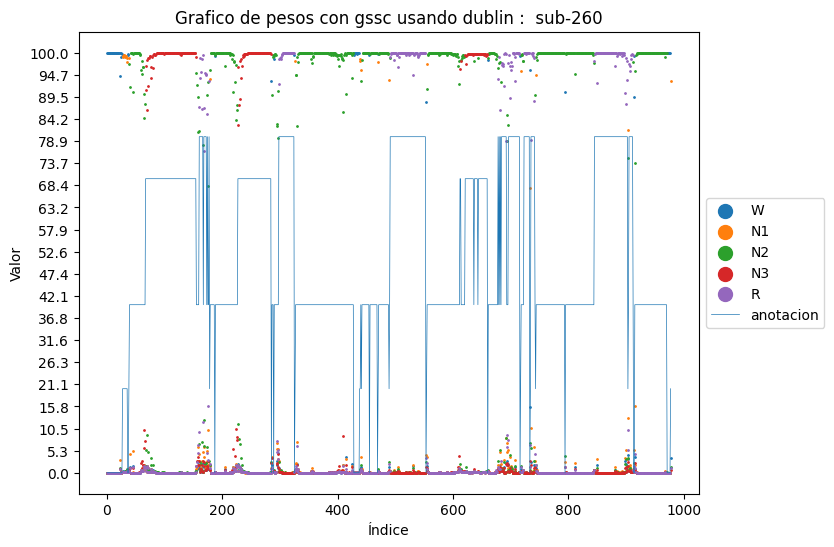 Grafico de pesos con gssc usando dublin :  sub-260
Valor
100.0
94.7
89.5
84.2
78.9
73.7
68.4
63.2
57.9
52.6
47.4
42.1
36.8
31.6
26.3
21.1
15.8
10.5
5.3
0.0
0
200
400
600
800
1000
Índice
W
N1
N2
N3
R
anotacion